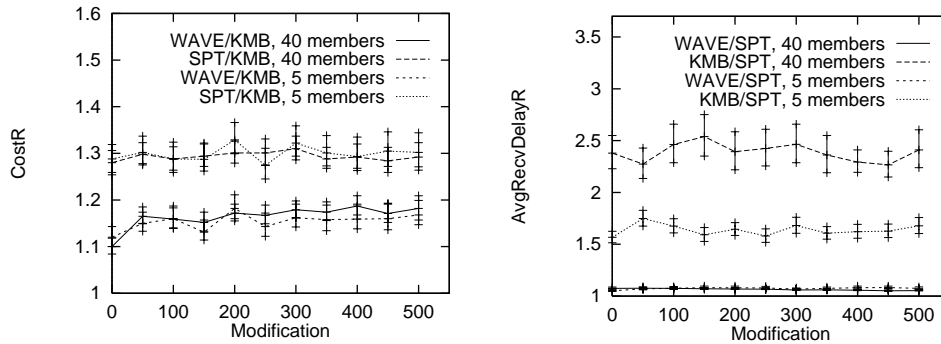 1.6
1.5
1.4
1.3
1.2
1.1
1
CostR
WAVE/KMB, 40 members
SPT/KMB, 40 members
WAVE/KMB, 5 members
SPT/KMB, 5 members
0 100 200 300 400 500
Modification
3.5
3
2.5
2
1.5
1
AvgRecvDelayR
WAVE/SPT, 40 members
KMB/SPT, 40 members
WAVE/SPT, 5 members
KMB/SPT, 5 members
0 100 200 300 400 500
Modification